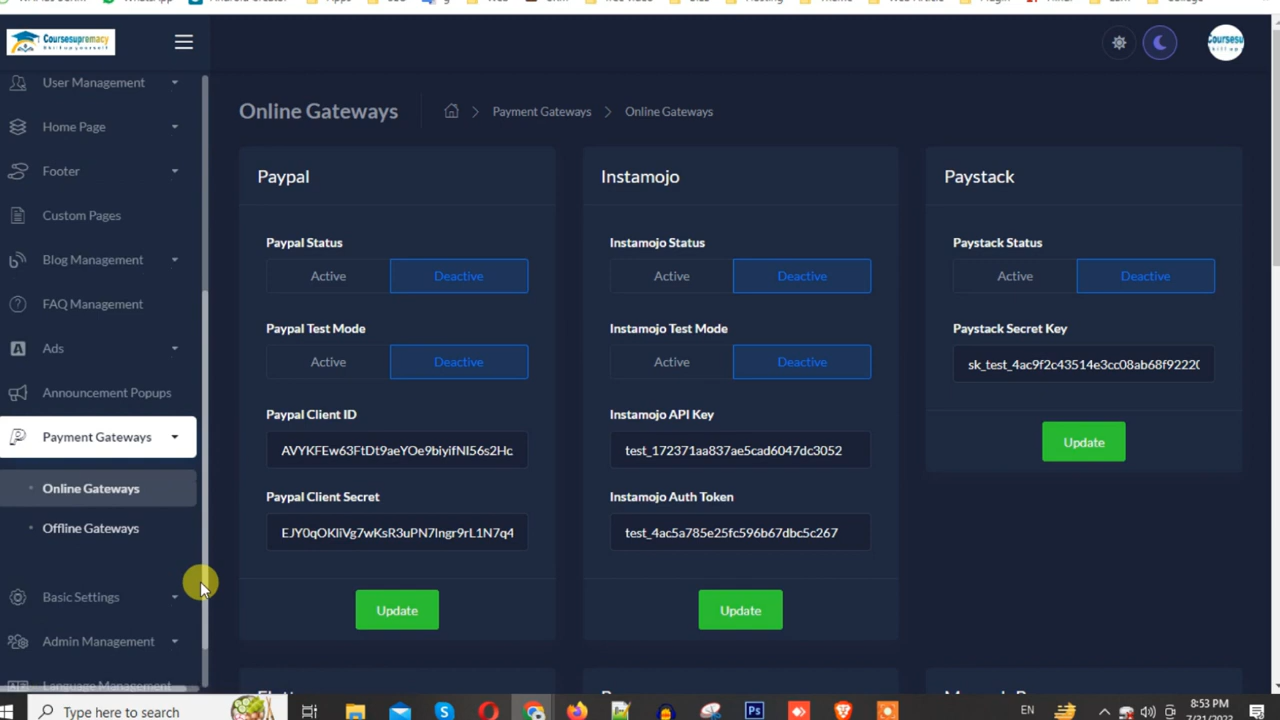 Coursesupremacy
User Management
Home Page
Footer
Custom Pages
Blog Management
FAQ Management
Ads
Announcement Popups
Payment Gateways
Online Gateways
Offline Gateways
Basic Settings
Admin Management
Language Management
Online Gateways
Payment Gateways
Online Gateways
Paypal
Paypal Status
Active Deactive
Paypal Test Mode
Active Deactive
Paypal Client ID
Paypal Client Secret
Update
Instamojo
Instamojo Status
Active Deactive
Instamojo Test Mode
Active Deactive
Instamojo API Key
test_172371aa837ae5cad6047dc3052
Instamojo Auth Token
test_4ac5a785e25fc596b67dbc5c267
Update
Paystack
Paystack Status
Active Deactive
Paystack Secret Key
Update
Type here to search
Ps
EN
8:53 PM